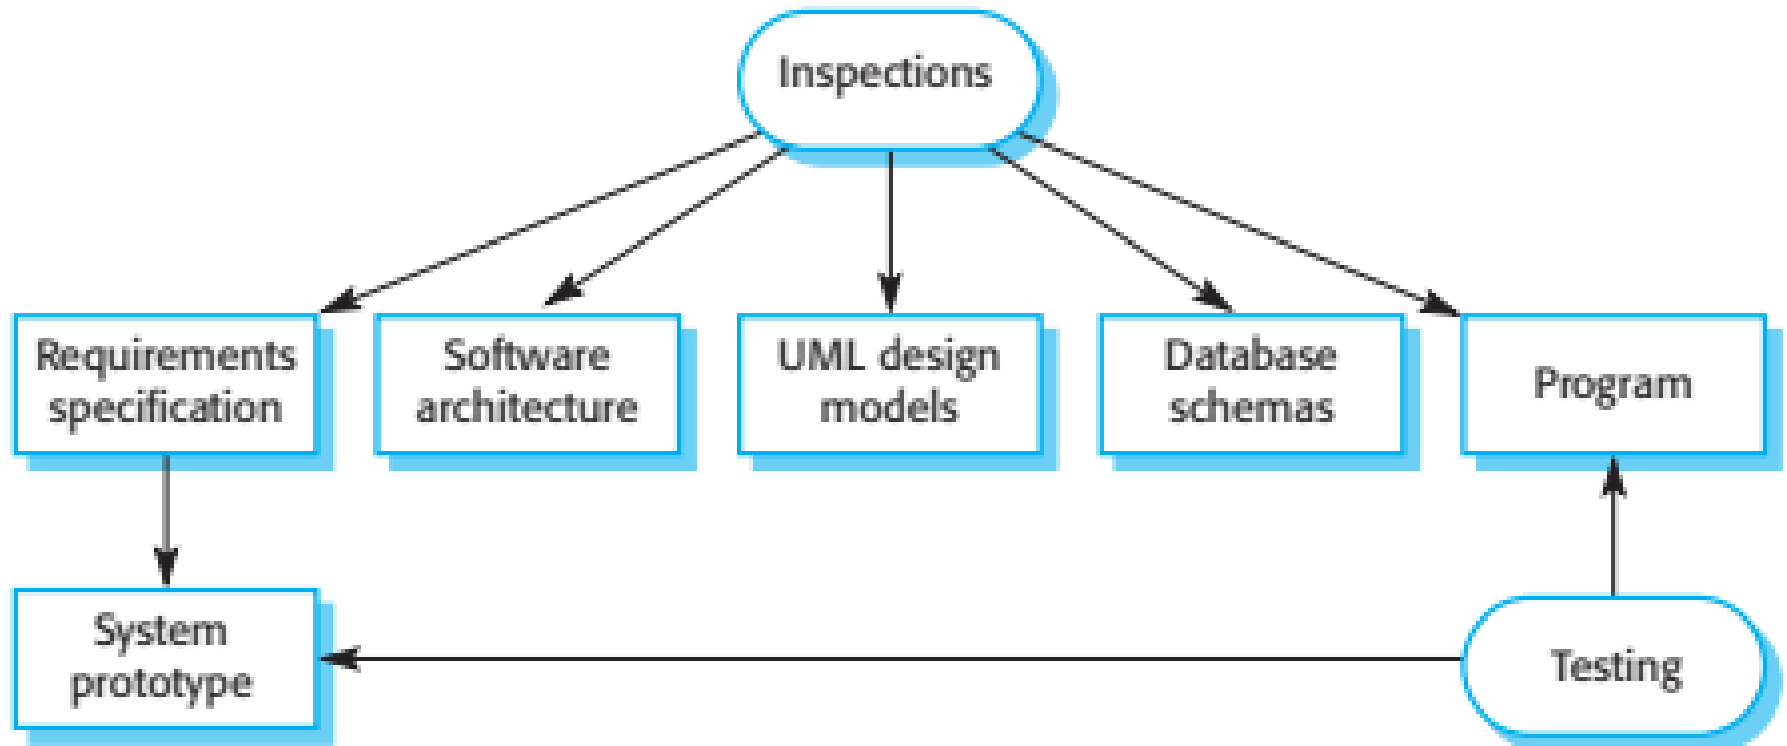 Inspections
Requirements
specification
Software
architecture
UML design
models
Database
schemas
Program
System
prototype
Testing